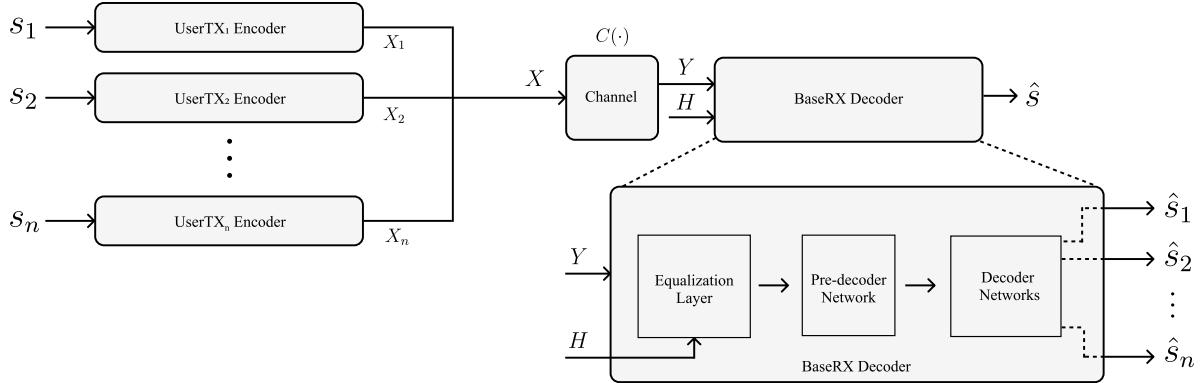 s₁
UserTX₁ Encoder
X₁
s₂
UserTX₂ Encoder
X₂
sₙ
UserTXₙ Encoder
Xₙ
X
C(·)
Channel
Y
H
BaseRX Decoder
ŝ
Y
H
Equalization
Layer
Pre-decoder
Network
Decoder
Networks
BaseRX Decoder
ŝ₁
ŝ₂
ŝₙ